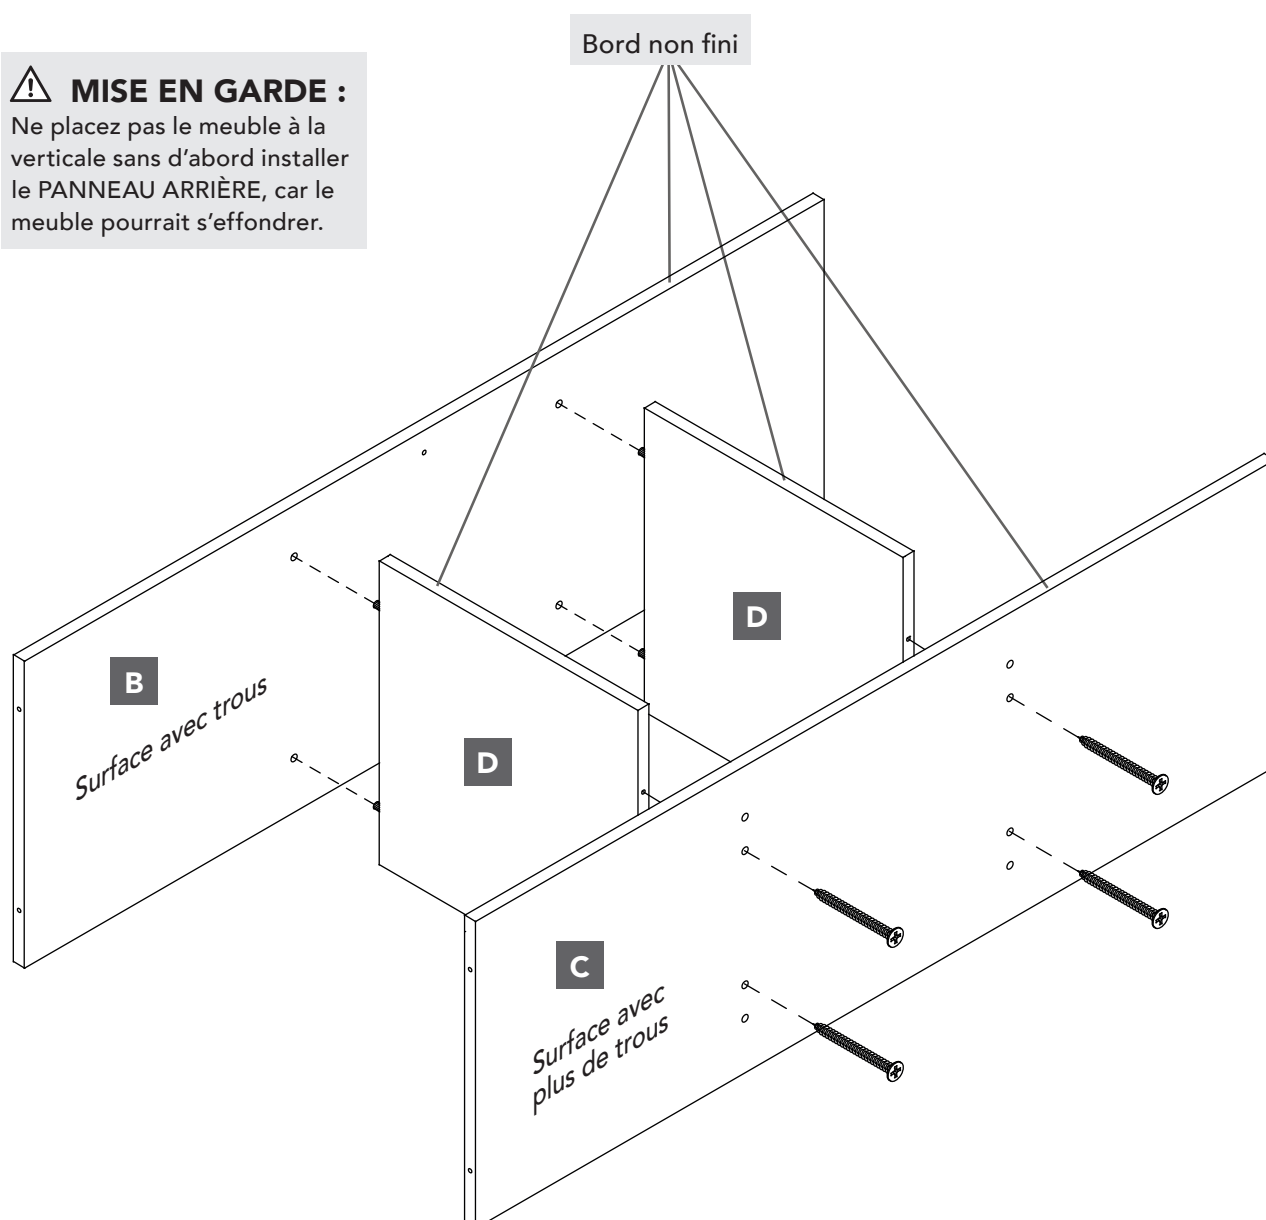 Bord non fini
MISE EN GARDE :
Ne placez pas le meuble à la
verticale sans d’abord installer
le PANNEAU ARRIÈRE, car le
meuble pourrait s’effondrer.
D
B
Surface avec trous
D
C
Surface avec
plus de trous